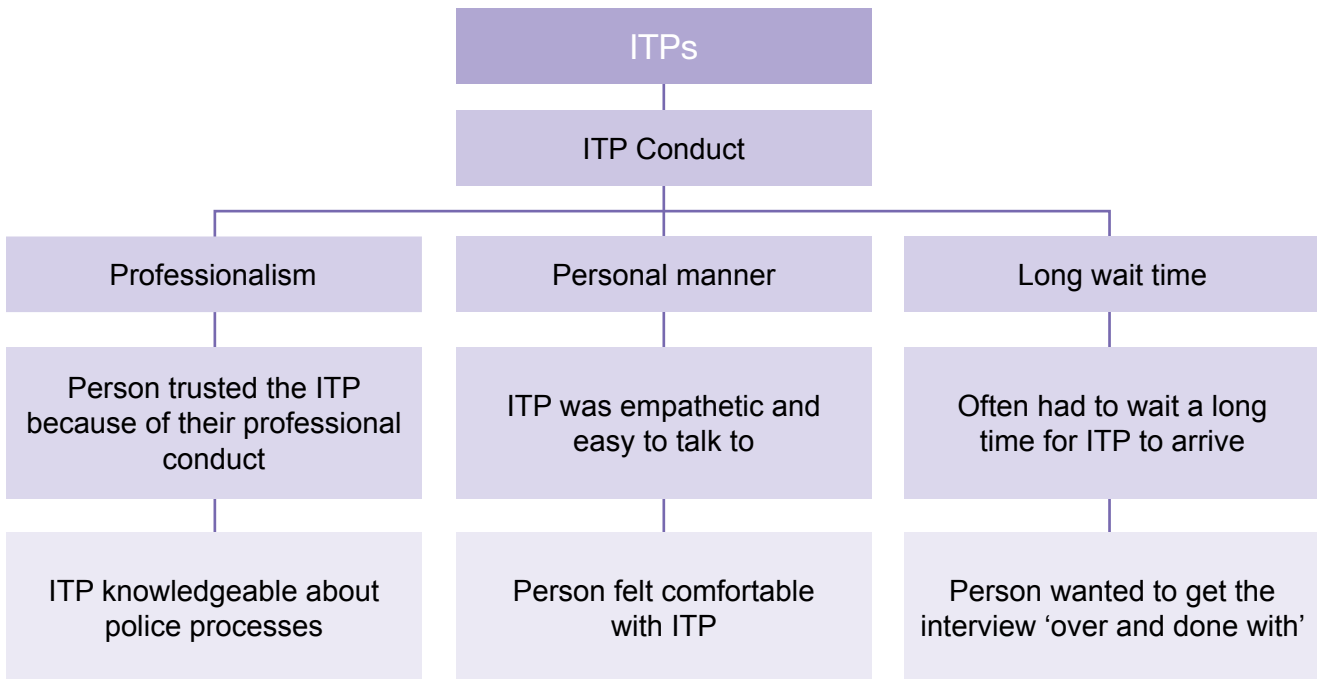 ITPs
ITP Conduct
Professionalism
Personal manner
Long wait time
Person trusted the ITP
because of their professional
conduct
ITP was empathetic and
easy to talk to
Often had to wait a long
time for ITP to arrive
ITP knowledgeable about
police processes
Person felt comfortable
with ITP
Person wanted to get the
interview ‘over and done with’